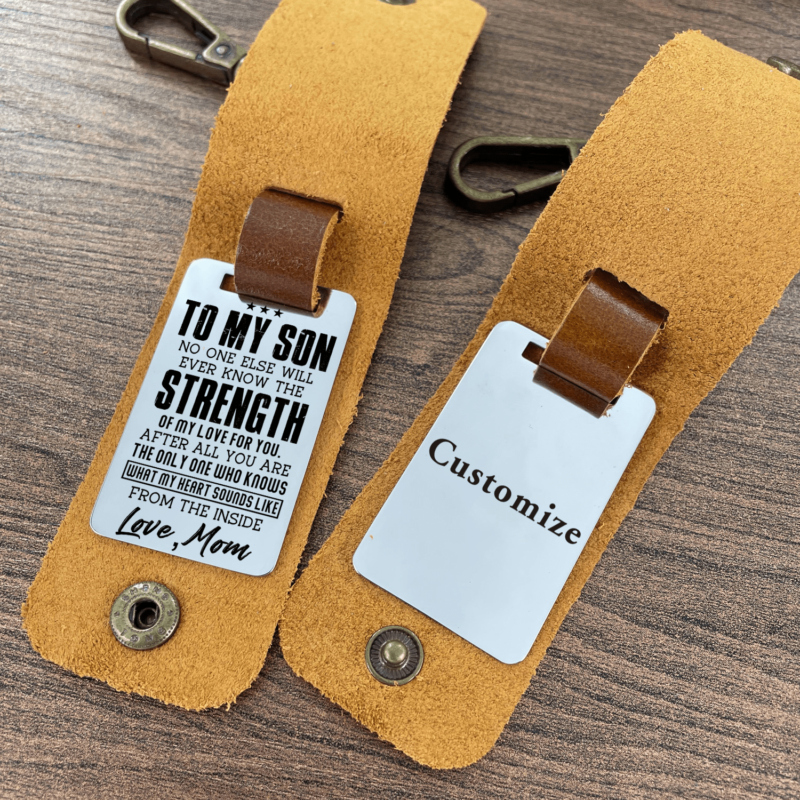 TO MY SON
NO ONE ELSE WILL
EVER KNOW THE
STRENGTH
OF MY LOVE FOR YOU.
AFTER ALL YOU ARE
THE ONLY ONE WHO KNOWS
WHAT MY HEART SOUNDS LIKE
FROM THE INSIDE
Love, Mom
Customize